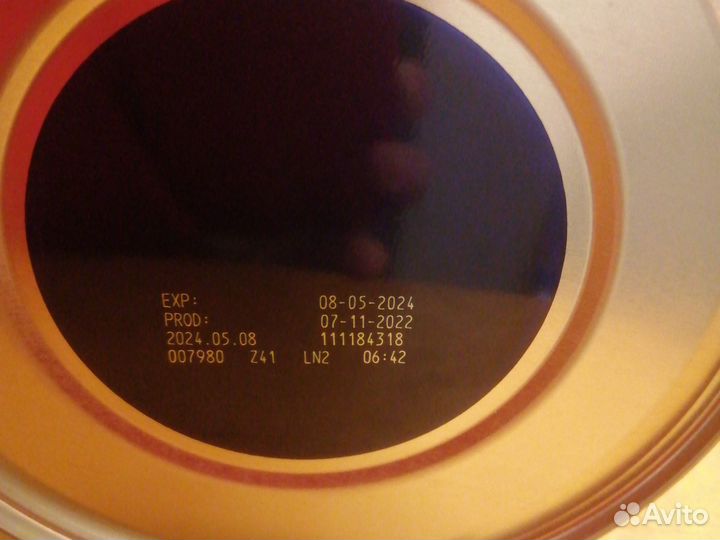 EXP: 08-05-2024
PROD: 07-11-2022
2024.05.08 111184318
007980 Z41 LN2 06:42
Avito